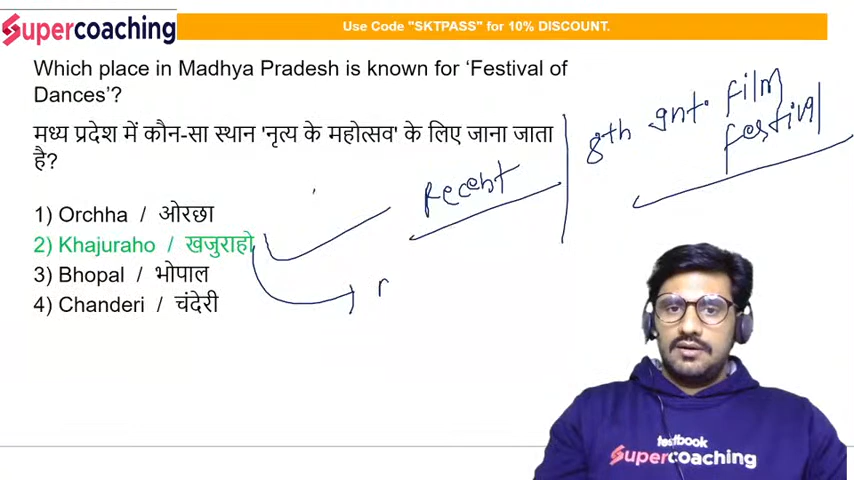 Supercoaching
Use Code "SKTPASS" for 10% DISCOUNT.
Which place in Madhya Pradesh is known for ‘Festival of
Dances’?
मध्य प्रदेश में कौन-सा स्थान 'नृत्य के महोत्सव' के लिए जाना जाता
है?
1) Orchha / ओरछा
2) Khajuraho / खजुराहो
3) Bhopal / भोपाल
4) Chanderi / चंदेरी
Recent
8th gnt. film
festival
testbook
Supercoaching